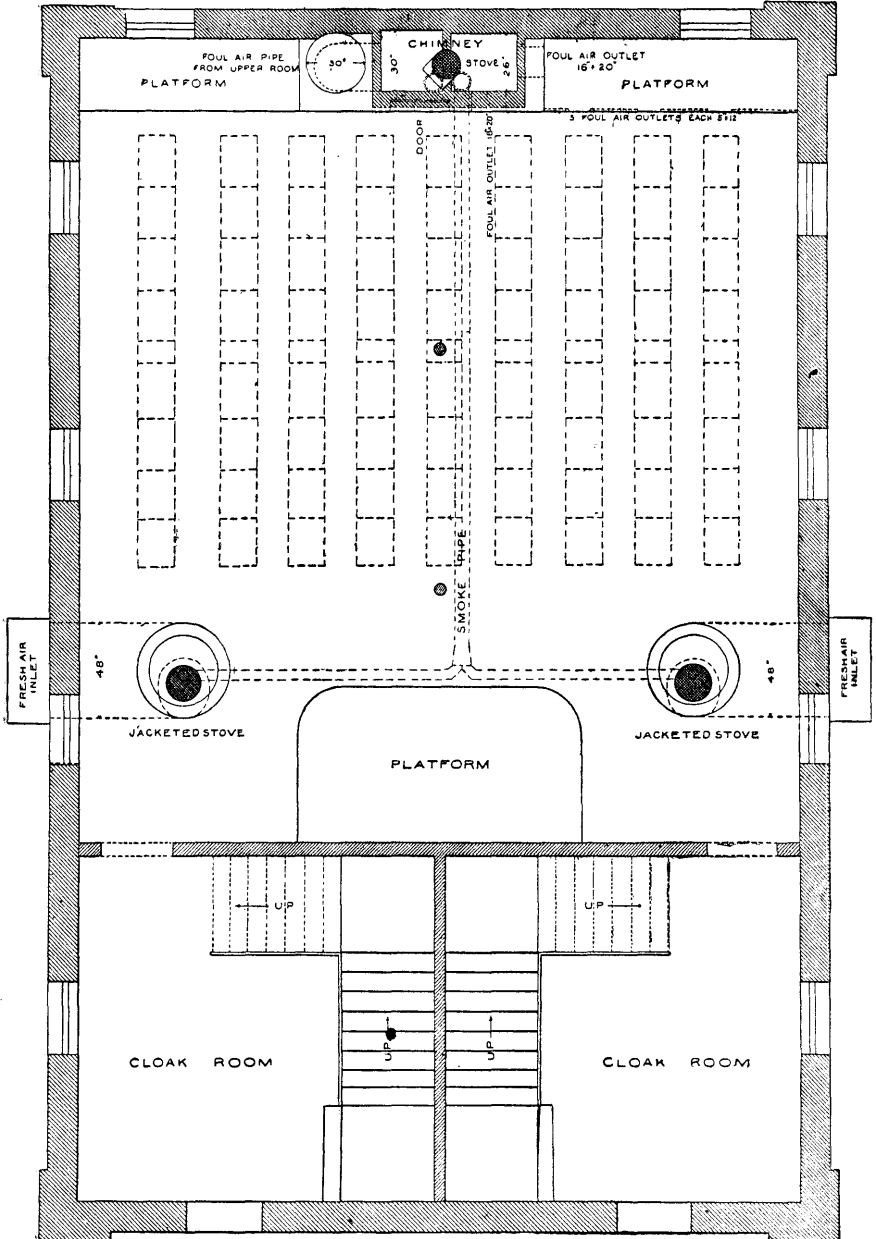 CHIMNEY
FOUL AIR PIPE
FROM UPPER ROOM
PLATFORM
30"
30"
STOVE
26"
FOUL AIR OUTLET
16"+20"
PLATFORM
3 FOUL AIR OUTLETS EACH 8+12
DOOR
FOUL AIR OUTLET 16+20"
SMOKE PIPE
FRESH AIR
INLET
48"
48"
FRESH AIR
INLET
JACKETED STOVE
JACKETED STOVE
PLATFORM
UP
UP
UP
UP
CLOAK ROOM
CLOAK ROOM